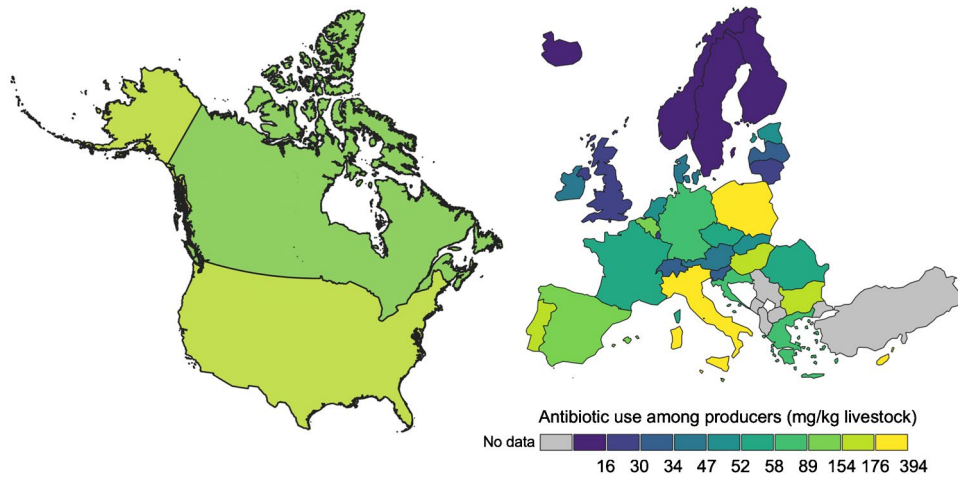 Antibiotic use among producers (mg/kg livestock)
No data
16 30 34 47 52 58 89 154 176 394